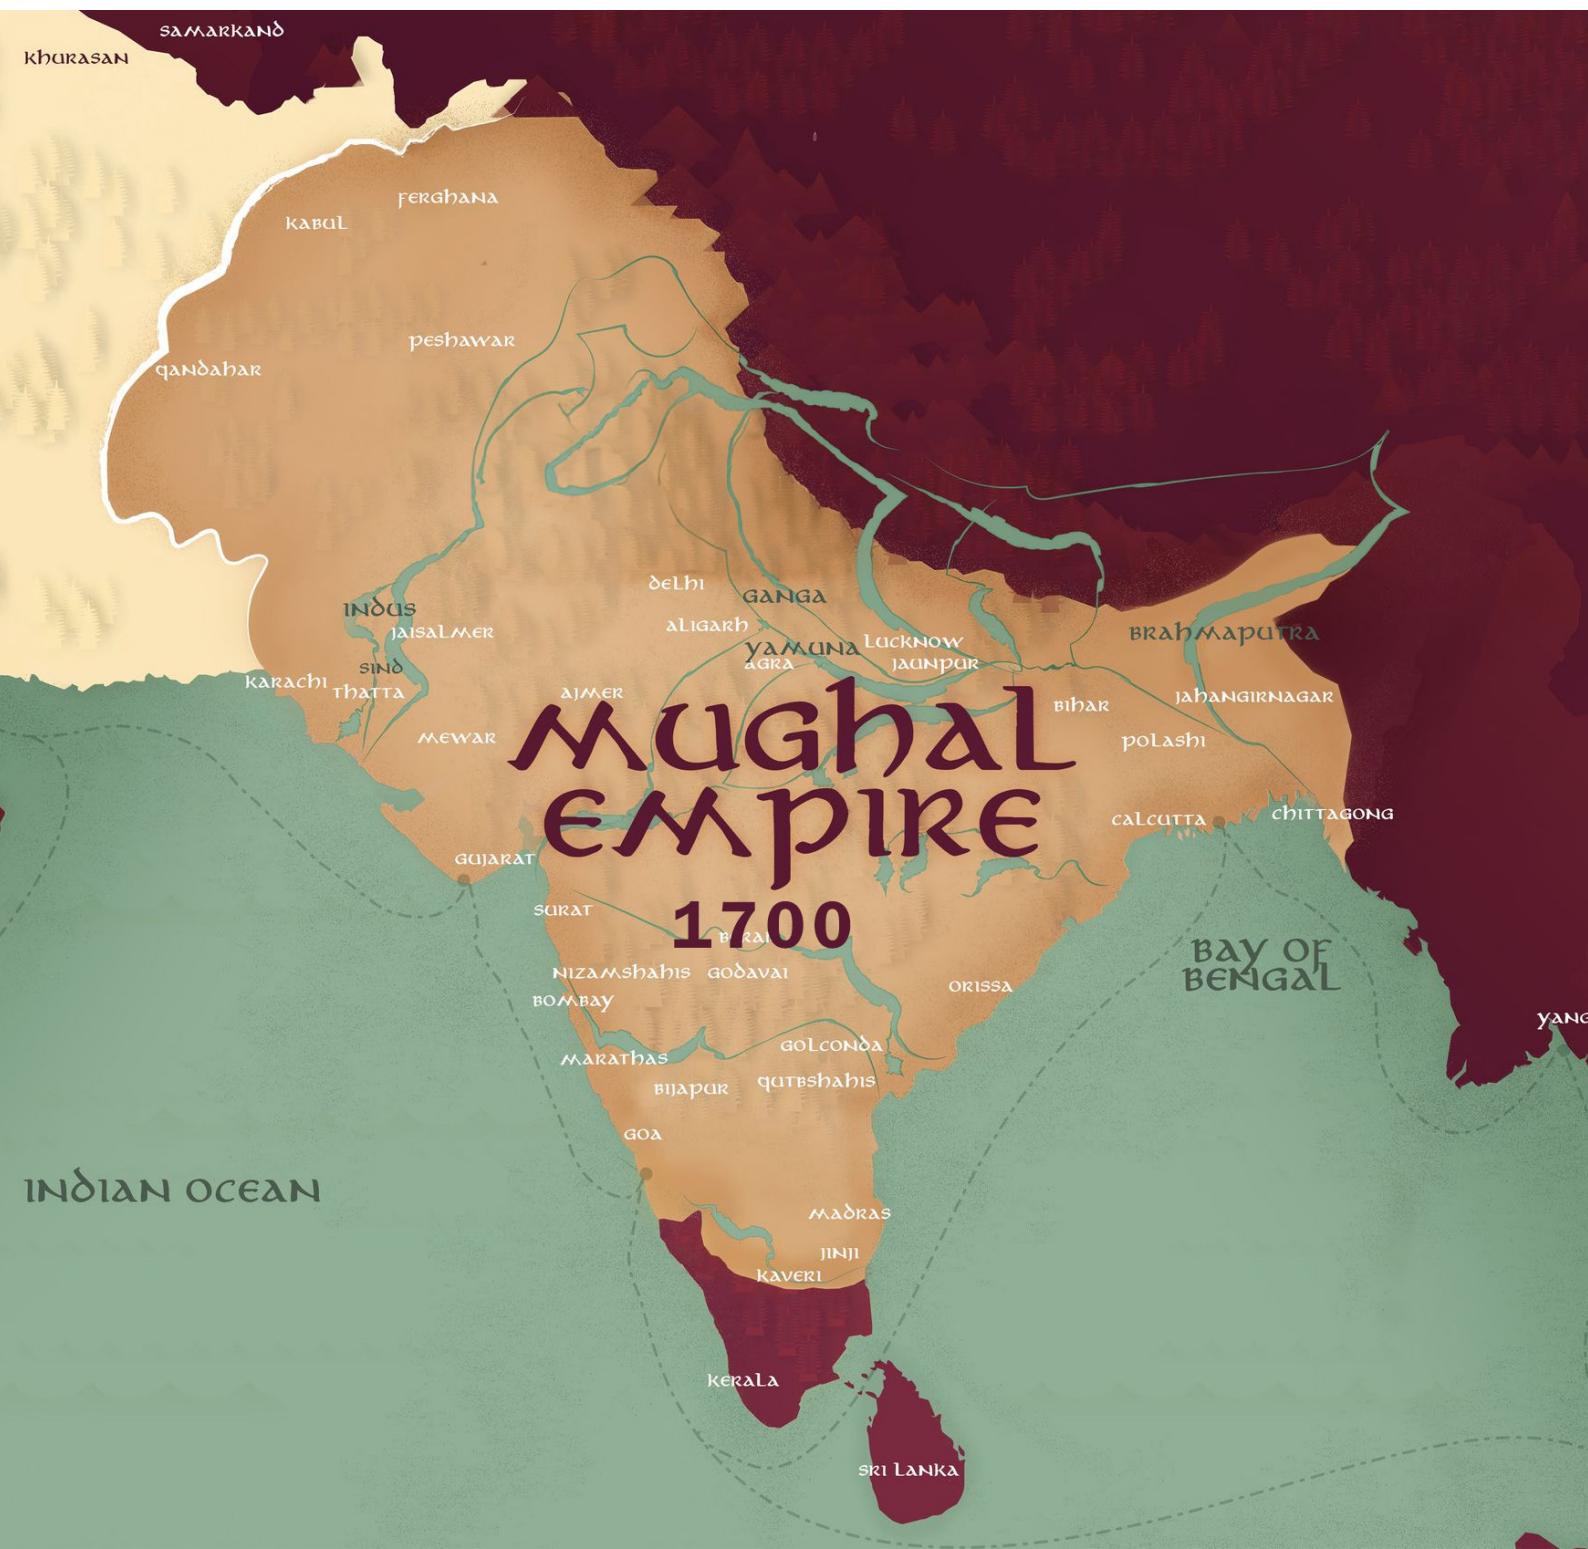 SAMARKAND
KHURASAN
FERGHANA
KABUL
PESHAWAR
QANDAHAR
DELHI
GANGA
INDUS
ALIGARH
JAISALMER
BRAHMAPUTRA
YAMUNA
LUCKNOW
AGRA
JAUNPUR
SIND
KARACHI
THATTA
AJMER
JAHANGIRNAGAR
BIHAR
MEWAR
POLASHI
MUGHAL
EMPIRE
CALCUTTA
CHITTAGONG
GUJARAT
SURAT
1700
BAY OF
BENGAL
NIZAMSHAHIS
GODAVAI
ORISSA
BOMBAY
MARATHAS
GOLCONDA
BIJAPUR
QUTBSHAHIS
GOA
INDIAN OCEAN
MADRAS
JINJI
KAVERI
KERALA
SRI LANKA